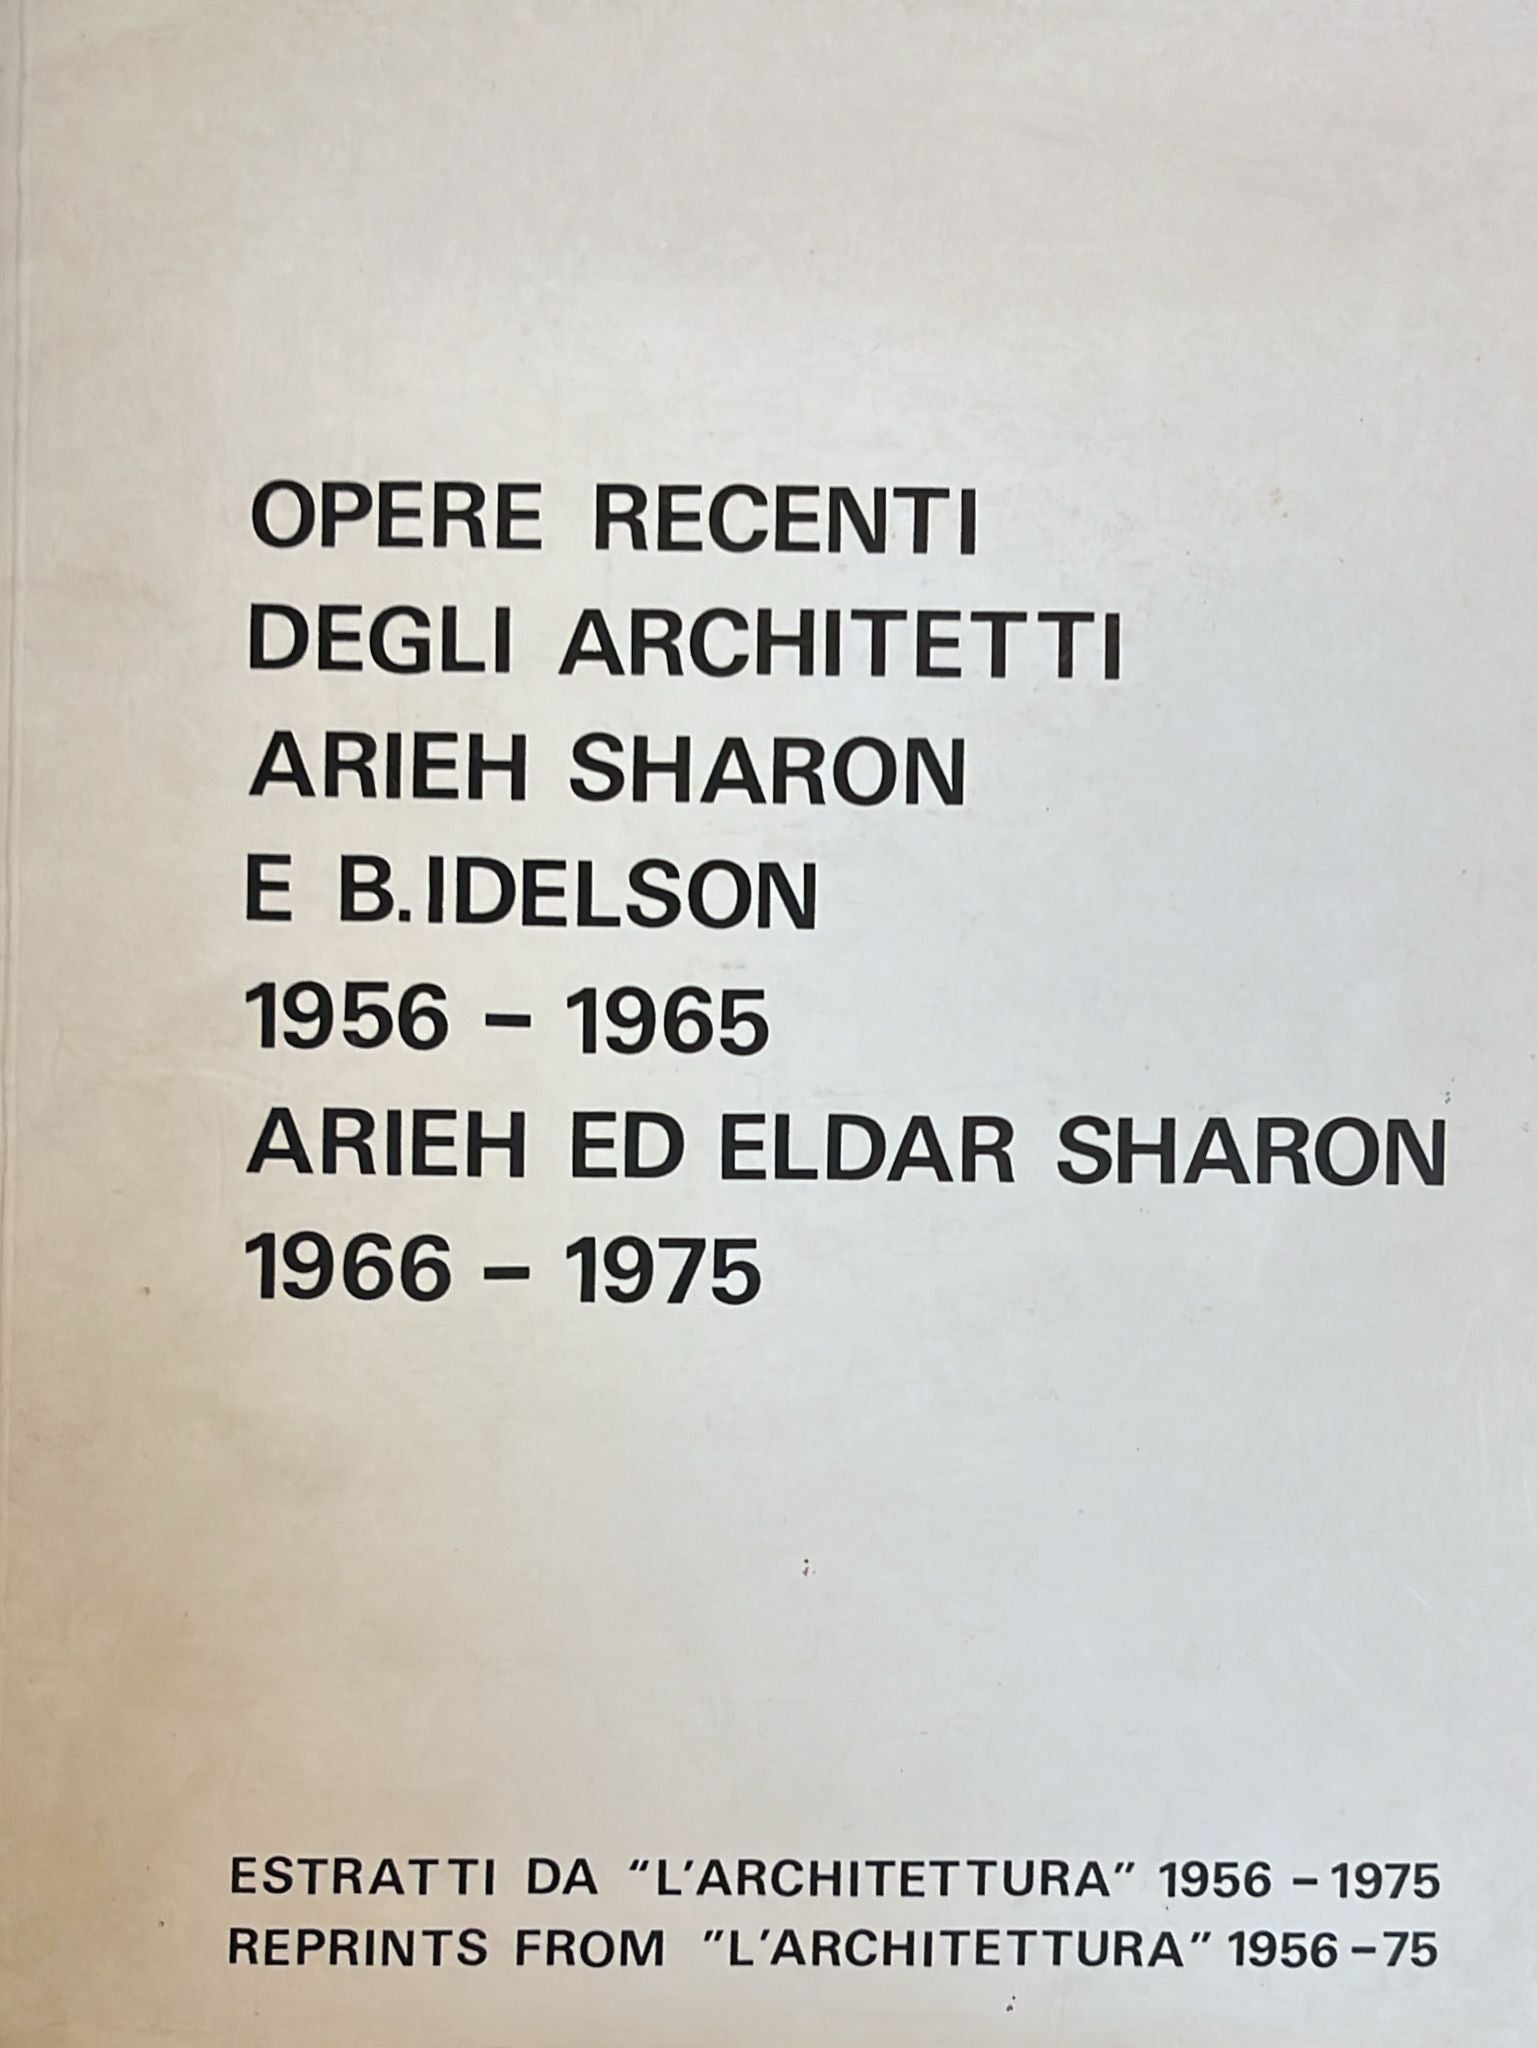 OPERE RECENTI
DEGLI ARCHITETTI
ARIEH SHARON
E B.IDELSON
1956 – 1965
ARIEH ED ELDAR SHARON
1966 – 1975
ESTRATTI DA "L'ARCHITETTURA" 1956 – 1975
REPRINTS FROM "L'ARCHITETTURA" 1956 – 75